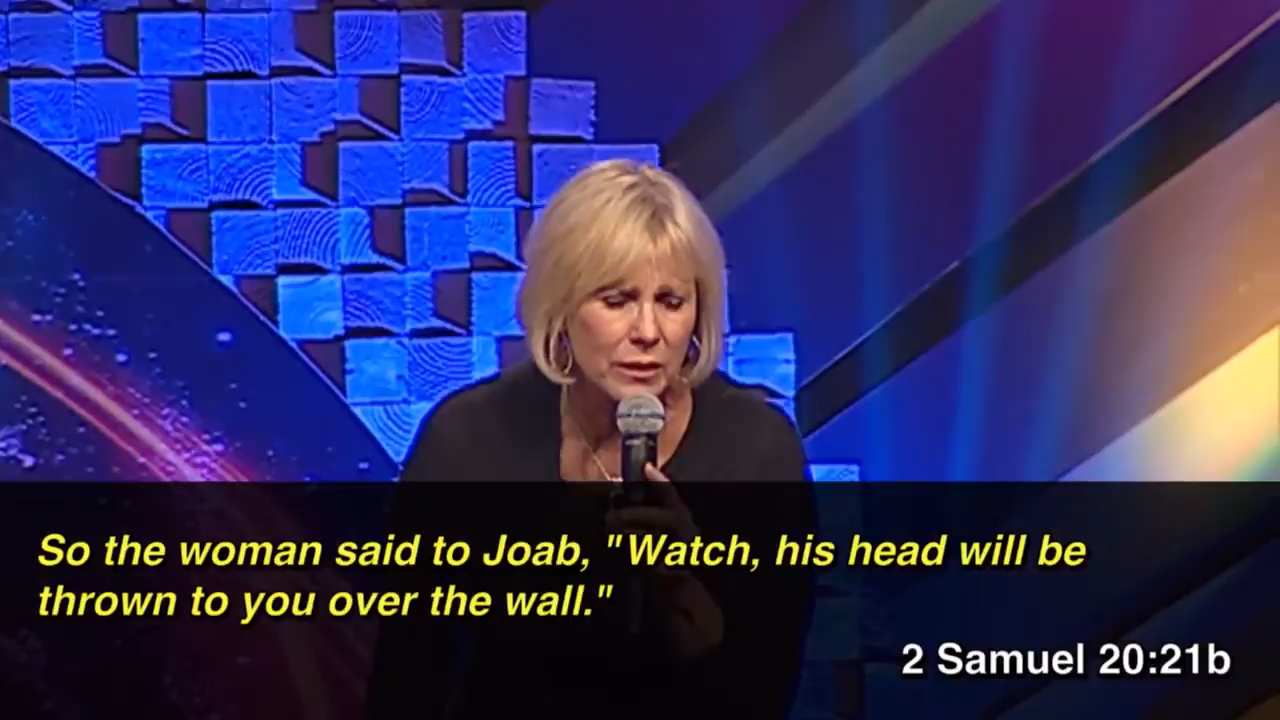 So the woman said to Joab, "Watch, his head will be
thrown to you over the wall."
2 Samuel 20:21b